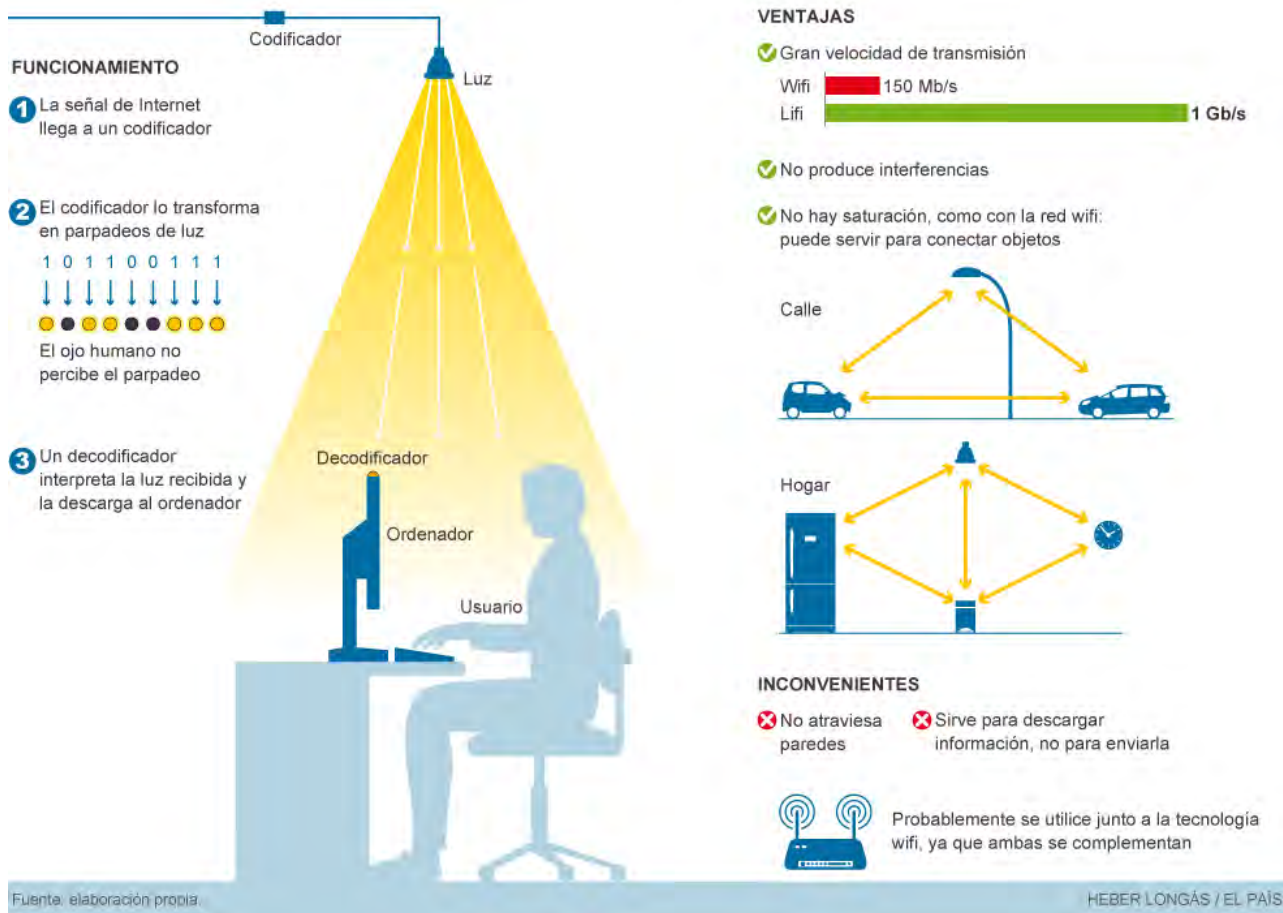 Codificador
Luz
FUNCIONAMIENTO
1 La señal de Internet
llega a un codificador
2 El codificador lo transforma
en parpadeos de luz
1 0 1 1 0 0 1 1 1
El ojo humano no
percibe el parpadeo
3 Un decodificador
interpreta la luz recibida y
la descarga al ordenador
Decodificador
Ordenador
Usuario
VENTAJAS
Gran velocidad de transmisión
Wifi 150 Mb/s
Lifi 1 Gb/s
No produce interferencias
No hay saturación, como con la red wifi:
puede servir para conectar objetos
Calle
Hogar
INCONVENIENTES
No atraviesa
paredes
Sirve para descargar
información, no para enviarla
Probablemente se utilice junto a la tecnología
wifi, ya que ambas se complementan
Fuente: elaboración propia.
HEBER LONGÁS / EL PAÍS